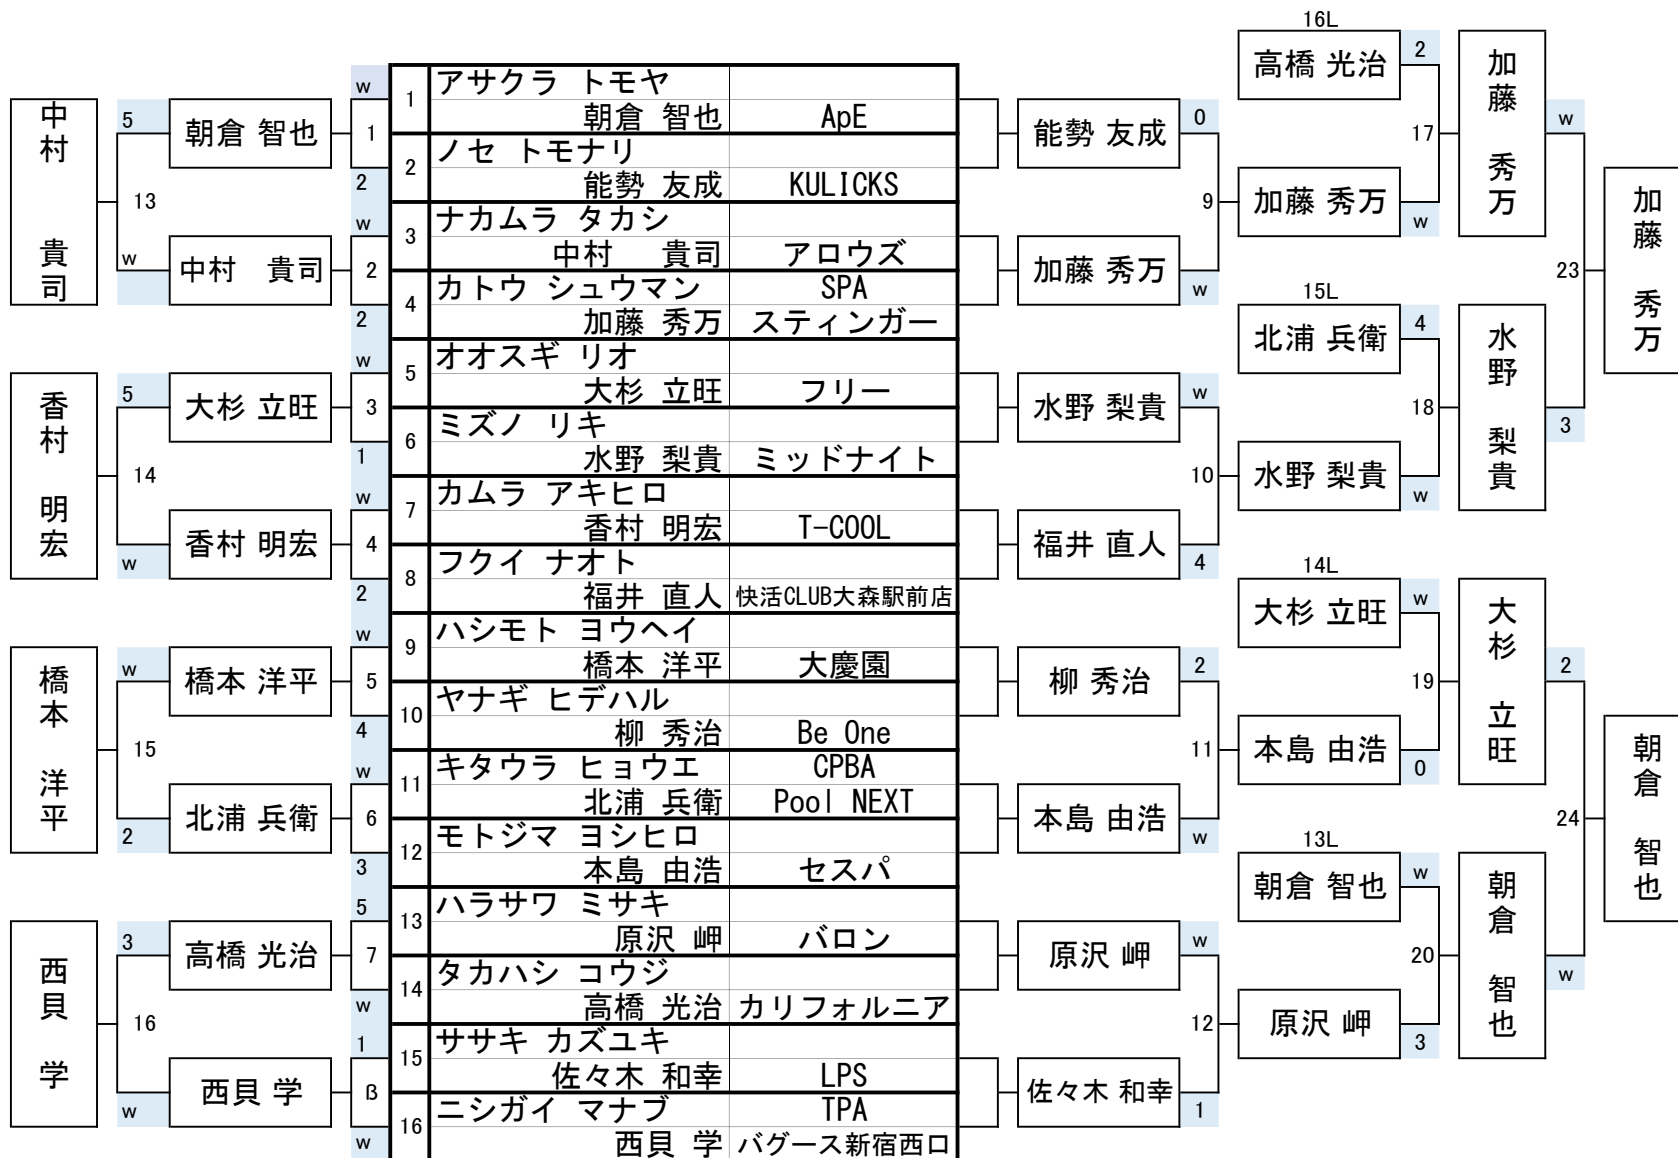 16L
高橋 光治
2
17
加藤 秀万
w
加藤 秀万
w
15L
北浦 兵衛
4
18
水野 梨貴
w
水野 梨貴
3
23
加藤 秀万
14L
大杉 立旺
w
19
本島 由浩
0
大杉 立旺
2
13L
朝倉 智也
w
20
原沢 岬
3
朝倉 智也
w
24
朝倉 智也
能勢 友成
0
9
加藤 秀万
w
水野 梨貴
w
10
福井 直人
4
柳 秀治
2
11
本島 由浩
w
原沢 岬
w
12
佐々木 和幸
1
1
アサクラ トモヤ
朝倉 智也 ApE
2
ノセ トモナリ
能勢 友成 KULICKS
3
ナカムラ タカシ
中村 貴司 アロウズ
4
カトウ シュウマン SPA
加藤 秀万 スティンガー
5
オオスギ リオ
大杉 立旺 フリー
6
ミズノ リキ
水野 梨貴 ミッドナイト
7
カムラ アキヒロ
香村 明宏 T-COOL
8
フクイ ナオト
福井 直人 快活CLUB大森駅前店
9
ハシモト ヨウヘイ
橋本 洋平 大慶園
10
ヤナギ ヒデハル
柳 秀治 Be One
11
キタウラ ヒョウエ CPBA
北浦 兵衛 Pool NEXT
12
モトジマ ヨシヒロ
本島 由浩 セスパ
13
ハラサワ ミサキ
原沢 岬 バロン
14
タカハシ コウジ
高橋 光治 カリフォルニア
15
ササキ カズユキ
佐々木 和幸 LPS
16
ニシガイ マナブ TPA
西貝 学 バグース新宿西口
w
1
2
w
2
2
w
3
1
w
4
2
w
5
4
w
6
3
5
7
w
1
8
w
朝倉 智也
5
13
中村 貴司
w
中村 貴司
大杉 立旺
5
14
香村 明宏
w
香村 明宏
橋本 洋平
w
15
北浦 兵衛
2
橋本 洋平
高橋 光治
3
16
西貝 学
w
西貝 学